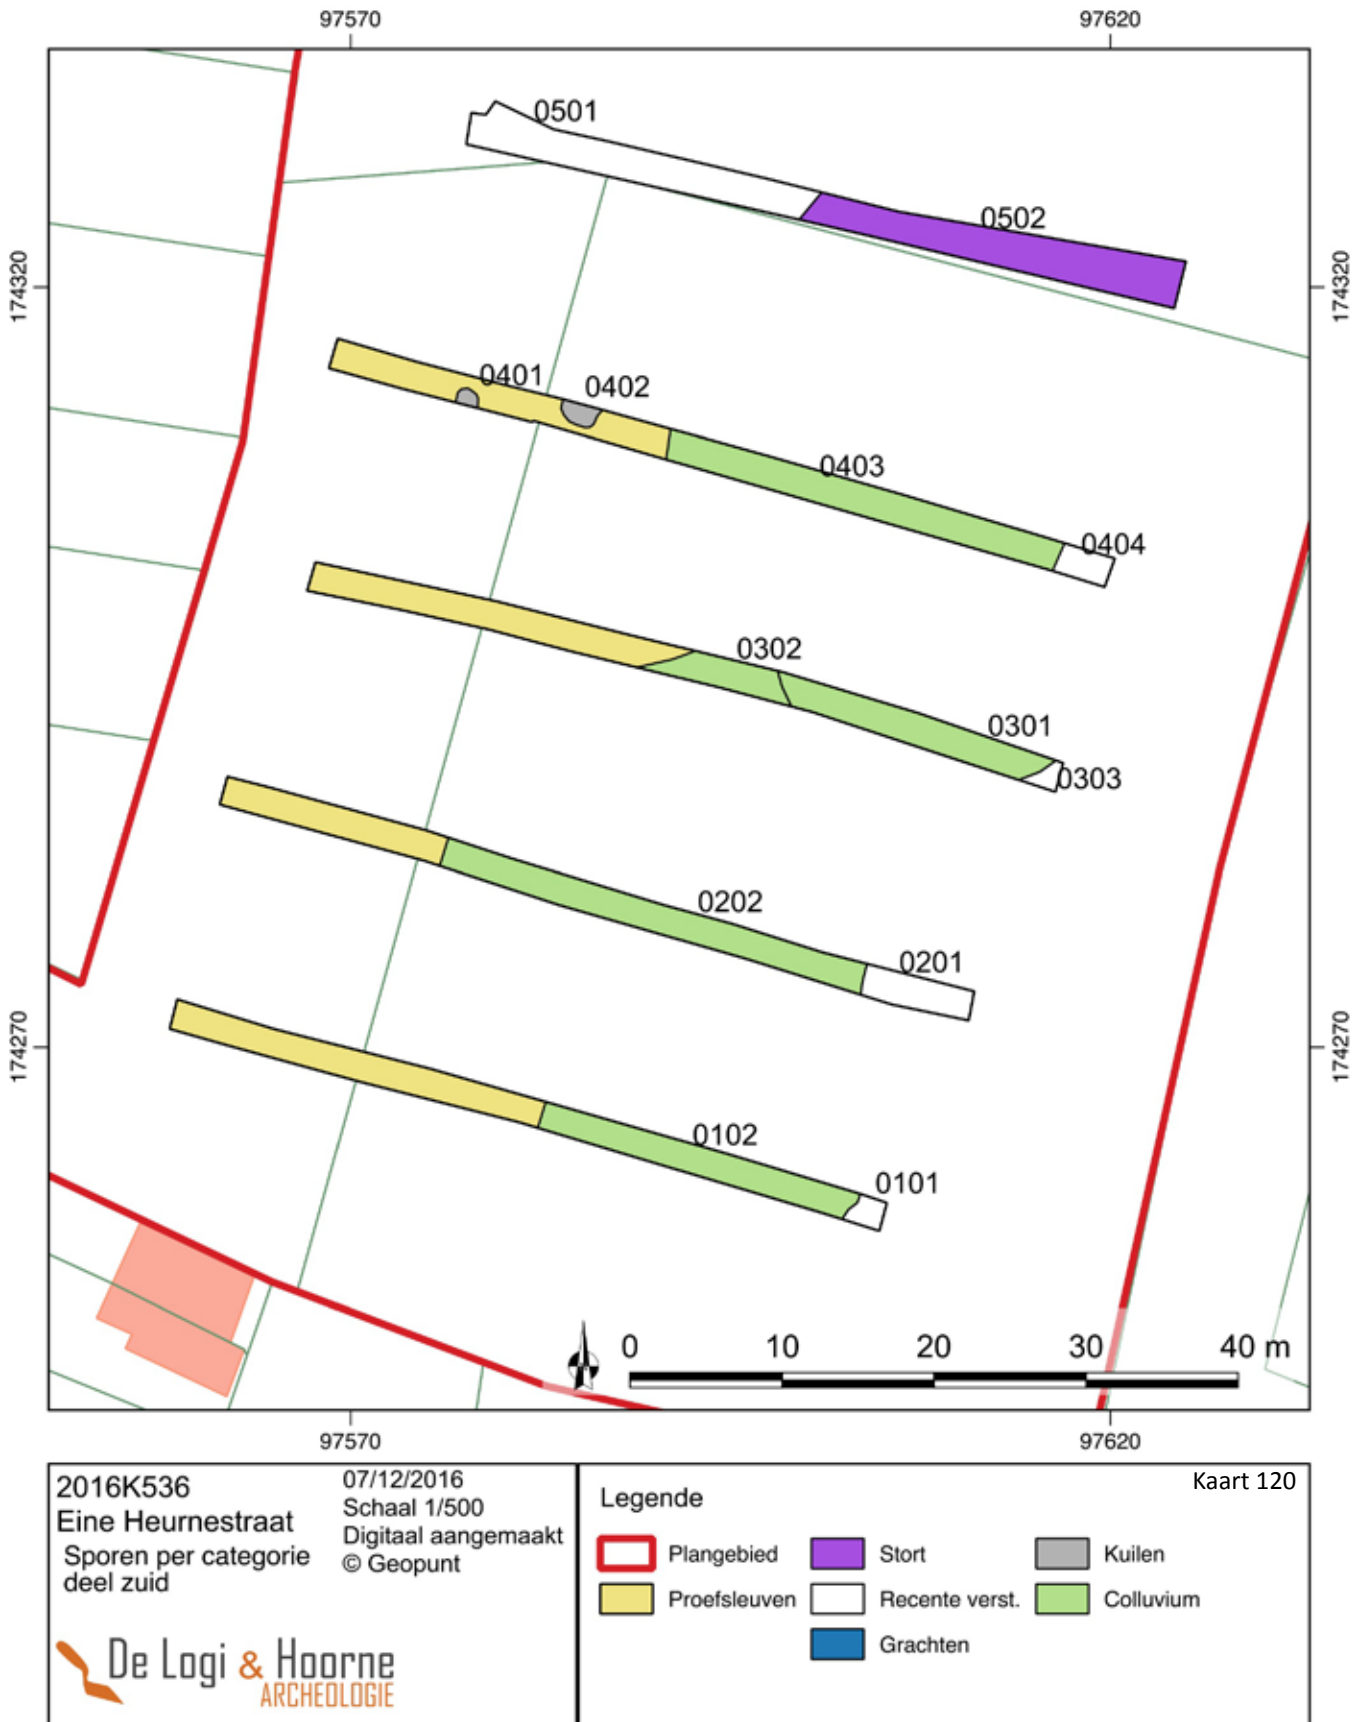 97570 97620
0501
0502
174320 174320
0401
0402
0403
0404
0302
0301
0303
0202
0201
174270 174270
0102
0101
0 10 20 30 40 m
97570 97620
2016K536
Eine Heurnestraat
Sporen per categorie
deel zuid
07/12/2016
Schaal 1/500
Digitaal aangemaakt
© Geopunt
De Logi & Hoorne
ARCHEOLOGIE
Kaart 120
Legende
Plangebied Stort Kuilen
Proefsleuven Recente verst. Colluvium
Grachten